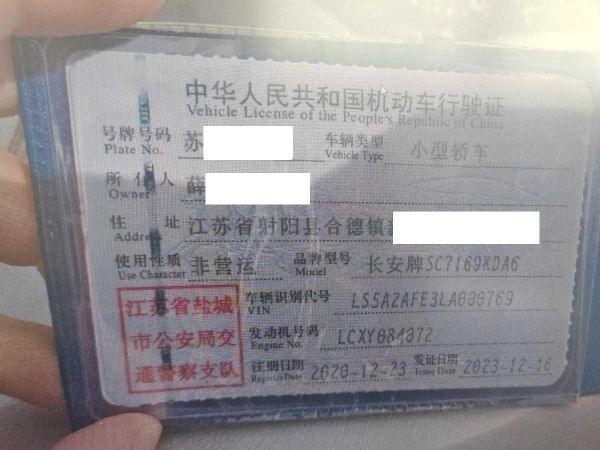 中华人民共和国机动车行驶证
Vehicle License of the People's Republic of China
号牌号码 苏 车辆类型 小型轿车
Plate No. Vehicle Type
所有人 薛
Owner
住址 江苏省射阳县合德镇
Address
使用性质 非营运 品牌型号 长安牌SC7169KDA6
Use Character Model
江苏省盐城 车辆识别代号 LS5A2AFE3LA009769
VIN
市公安局交 发动机号码 LCXY084072
Engine No.
通警察支队 注册日期 2020-12-23 发证日期 2023-12-16
Register Date Issue Date